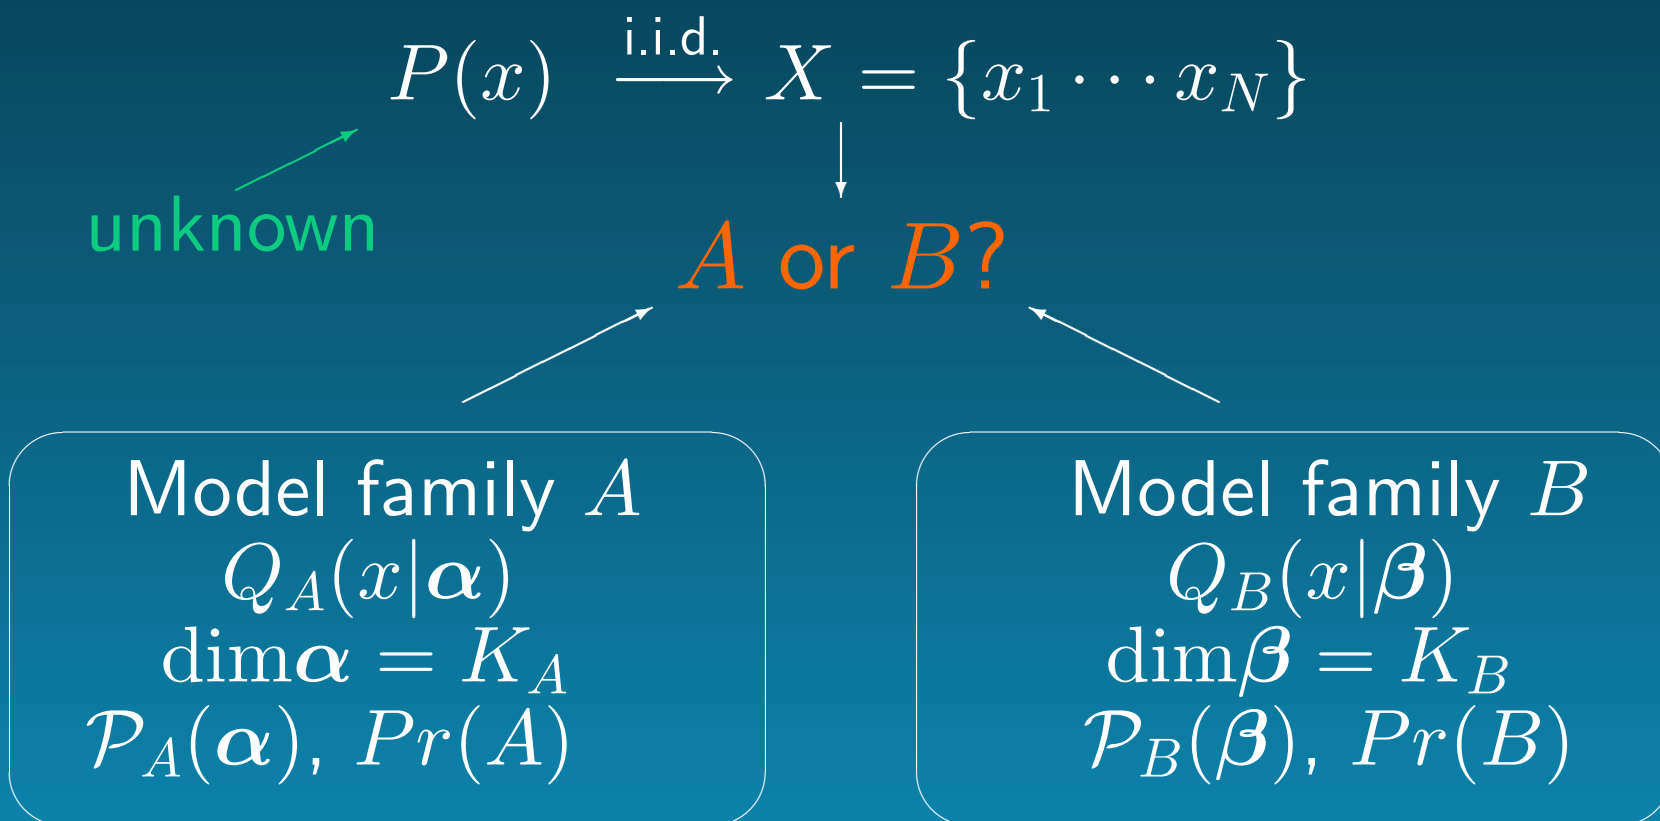 P(x) i.i.d.⟶ X = {x₁ ⋯ x_N}
unknown
A or B?
Model family A
Q_A(x|α)
dimα = K_A
𝒫_A(α), Pr(A)
Model family B
Q_B(x|β)
dimβ = K_B
𝒫_B(β), Pr(B)